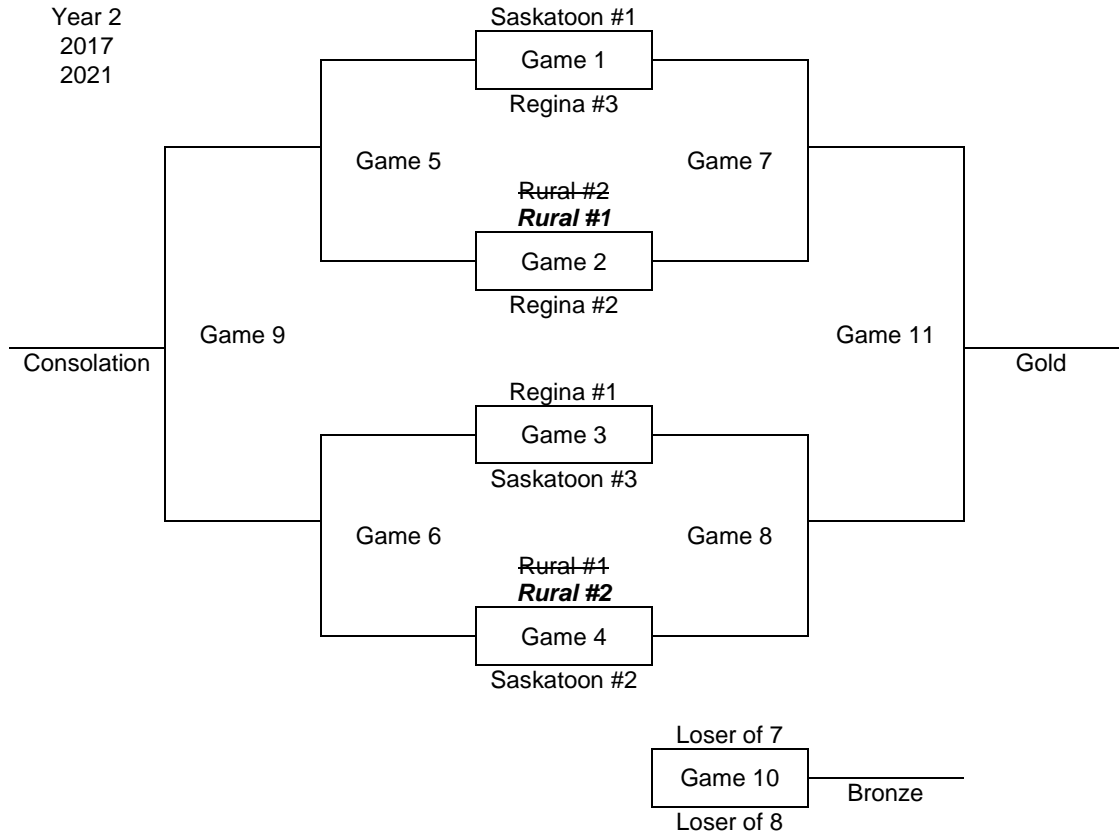 Year 2
2017
2021
Saskatoon #1
Game 1
Regina #3
Game 5
Game 7
Rural #2
Rural #1
Game 2
Regina #2
Game 9
Game 11
Consolation
Gold
Regina #1
Game 3
Saskatoon #3
Game 6
Game 8
Rural #1
Rural #2
Game 4
Saskatoon #2
Loser of 7
Game 10
Bronze
Loser of 8